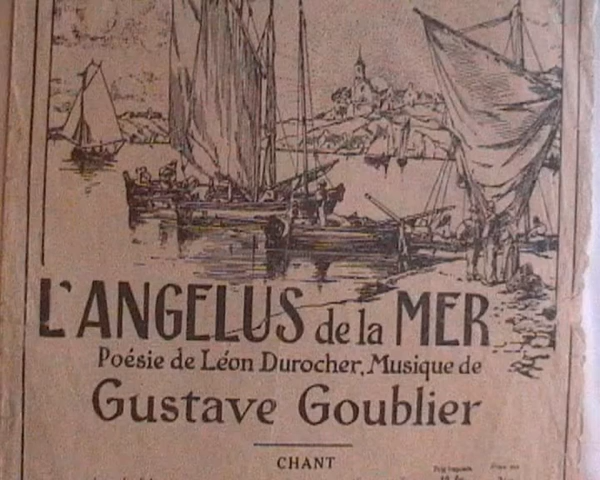 L'ANGELUS de la MER
Poésie de Léon Durocher, Musique de
Gustave Goublier
CHANT